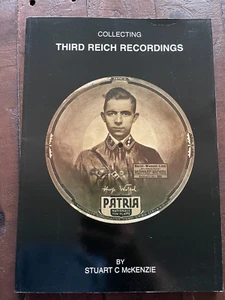 COLLECTING
THIRD REICH RECORDINGS
PATRIA
BY
STUART C McKENZIE